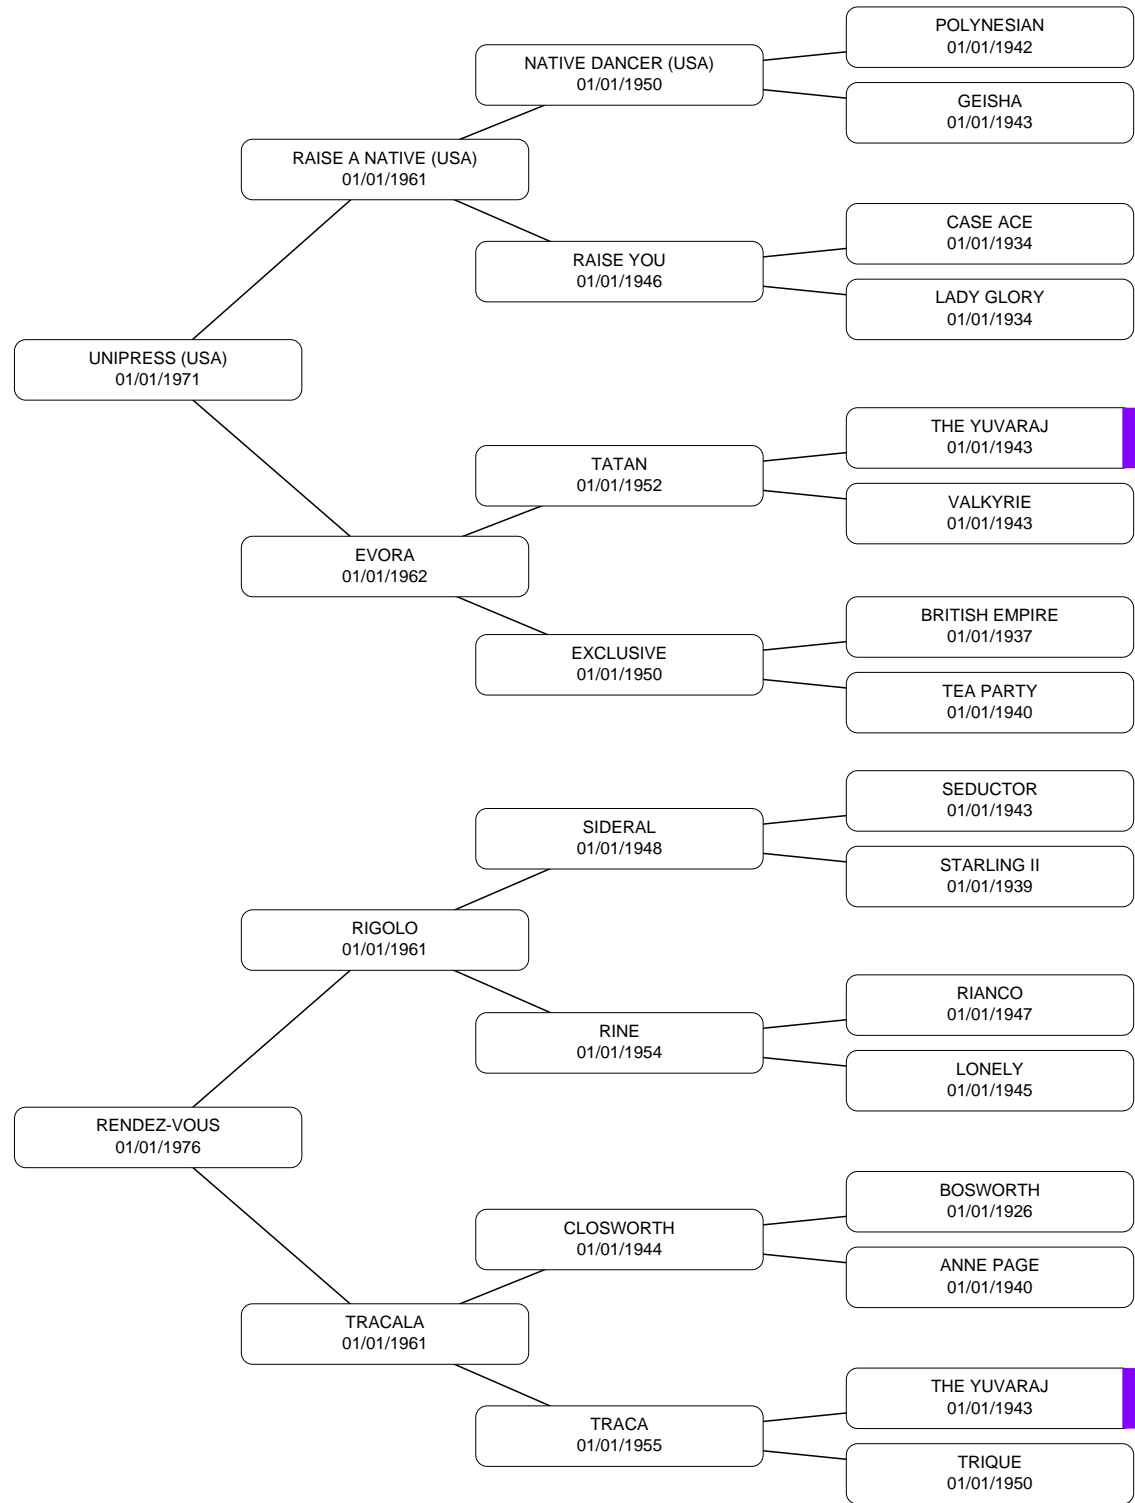 POLYNESIAN
01/01/1942
NATIVE DANCER (USA)
01/01/1950
GEISHA
01/01/1943
RAISE A NATIVE (USA)
01/01/1961
CASE ACE
01/01/1934
RAISE YOU
01/01/1946
LADY GLORY
01/01/1934
UNIPRESS (USA)
01/01/1971
THE YUVARAJ
01/01/1943
TATAN
01/01/1952
VALKYRIE
01/01/1943
EVORA
01/01/1962
BRITISH EMPIRE
01/01/1937
EXCLUSIVE
01/01/1950
TEA PARTY
01/01/1940
SEDUCTOR
01/01/1943
SIDERAL
01/01/1948
STARLING II
01/01/1939
RIGOLO
01/01/1961
RIANCO
01/01/1947
RINE
01/01/1954
LONELY
01/01/1945
RENDEZ-VOUS
01/01/1976
BOSWORTH
01/01/1926
CLOSWORTH
01/01/1944
ANNE PAGE
01/01/1940
TRACALA
01/01/1961
THE YUVARAJ
01/01/1943
TRACA
01/01/1955
TRIQUE
01/01/1950